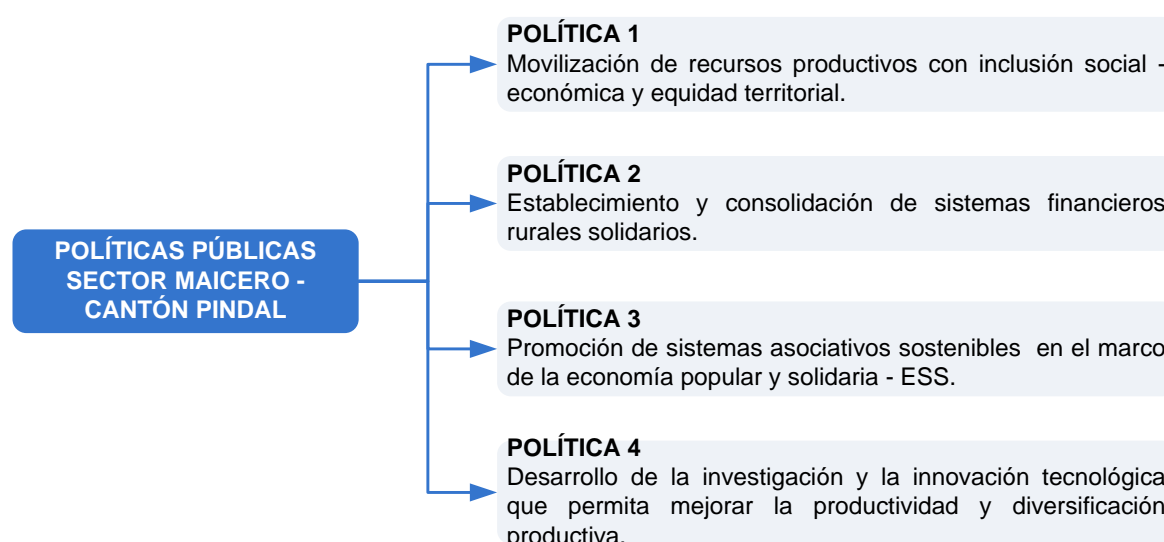 POLÍTICA 1
Movilización de recursos productivos con inclusión social -
económica y equidad territorial.
POLÍTICA 2
Establecimiento y consolidación de sistemas financieros
rurales solidarios.
POLÍTICAS PÚBLICAS
SECTOR MAICERO -
CANTÓN PINDAL
POLÍTICA 3
Promoción de sistemas asociativos sostenibles en el marco
de la economía popular y solidaria - ESS.
POLÍTICA 4
Desarrollo de la investigación y la innovación tecnológica
que permita mejorar la productividad y diversificación
productiva.